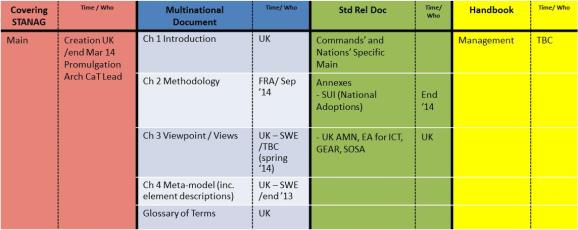 Covering STANAG
Time / Who
Multinational Document
Time/ Who
Std Rel Doc
Time/ Who
Handbook
Time/ Who
Main
Creation UK
/end Mar 14
Promulgation
Arch CaT Lead
Ch 1 Introduction
UK
Commands' and
Nations' Specific
Main
Management
TBC
Ch 2 Methodology
FRA/ Sep
'14
Annexes
- SUI (National
Adoptions)
End
'14
Ch 3 Viewpoint / Views
UK – SWE
/TBC
(spring
'14)
- UK AMN, EA for ICT,
GEAR, SOSA
UK
Ch 4 Meta-model (inc.
element descriptions)
UK – SWE
/end '13
Glossary of Terms
UK